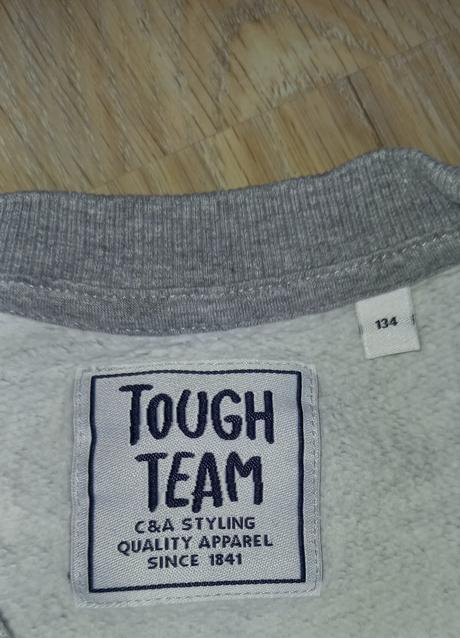 134
TOUGH
TEAM
C&A STYLING
QUALITY APPAREL
SINCE 1841